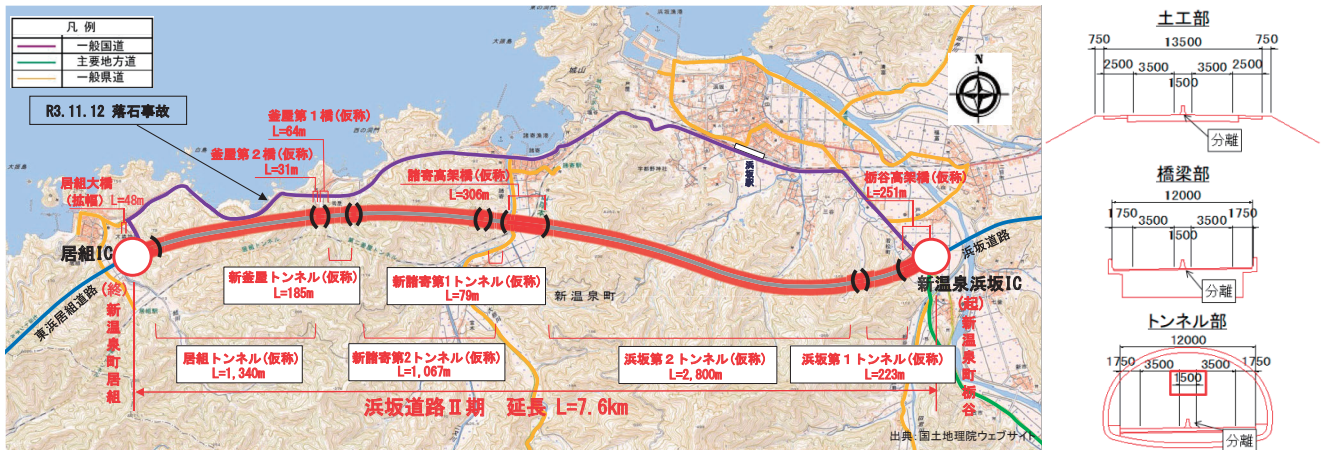 凡 例
一般国道
主要地方道
一般県道
R3.11.12 落石事故
釜屋第1橋(仮称)
L=64m
釜屋第2橋(仮称)
L=31m
居組大橋
(拡幅) L=48m
諸寄高架橋(仮称)
L=306m
浜坂駅
栃谷高架橋(仮称)
L=251m
N
城山
居組IC
東浜居組道路
(終)新温泉町居組
新釜屋トンネル(仮称)
L=185m
新諸寄第1トンネル(仮称)
L=79m
新温泉町
新温泉浜坂IC
浜坂道路
(起)新温泉町栃谷
居組トンネル(仮称)
L=1,340m
新諸寄第2トンネル(仮称)
L=1,067m
浜坂第2トンネル(仮称)
L=2,800m
浜坂第1トンネル(仮称)
L=223m
浜坂道路Ⅱ期 延長 L=7.6km
出典:国土地理院ウェブサイト
土工部
750 13500 750
2500 3500 3500 2500
1500
分離
橋梁部
12000
1750 3500 3500 1750
1500
分離
トンネル部
12000
1750 3500 3500 1750
1500
分離